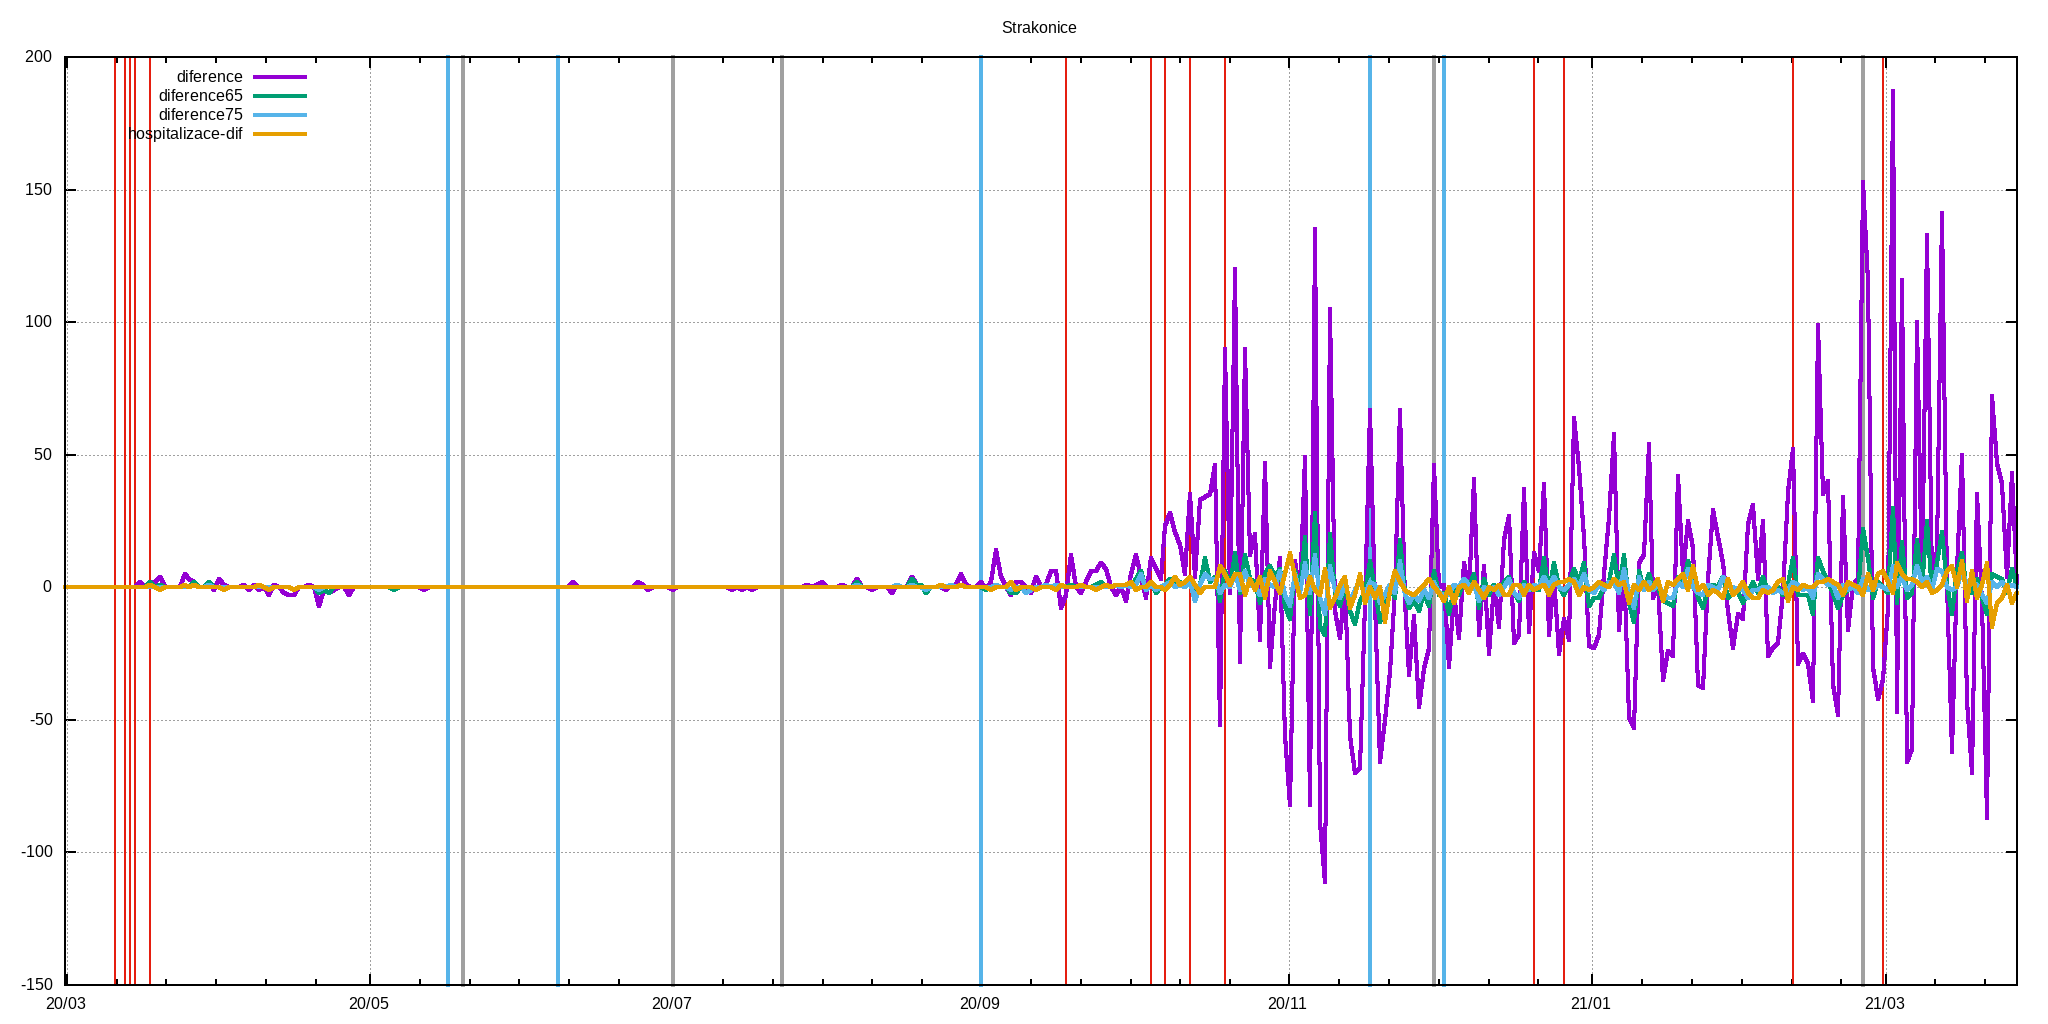 Strakonice
200
150
100
50
0
-50
-100
-150
diference
diference65
diference75
hospitalizace-dif
20/03 20/05 20/07 20/09 20/11 21/01 21/03